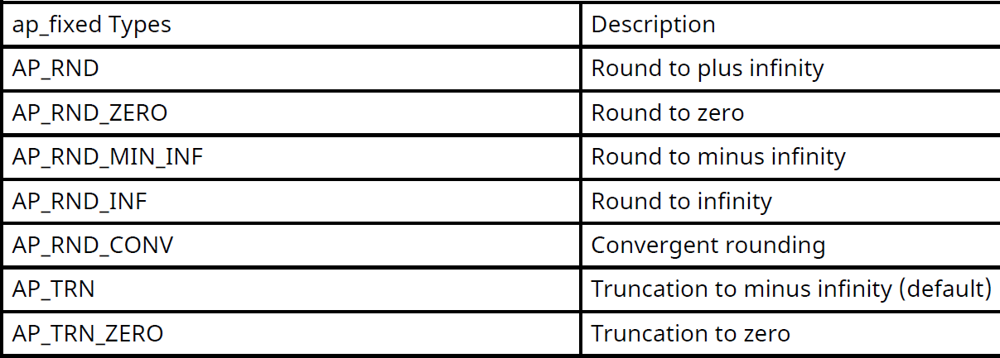 ap_fixed Types Description
AP_RND Round to plus infinity
AP_RND_ZERO Round to zero
AP_RND_MIN_INF Round to minus infinity
AP_RND_INF Round to infinity
AP_RND_CONV Convergent rounding
AP_TRN Truncation to minus infinity (default)
AP_TRN_ZERO Truncation to zero